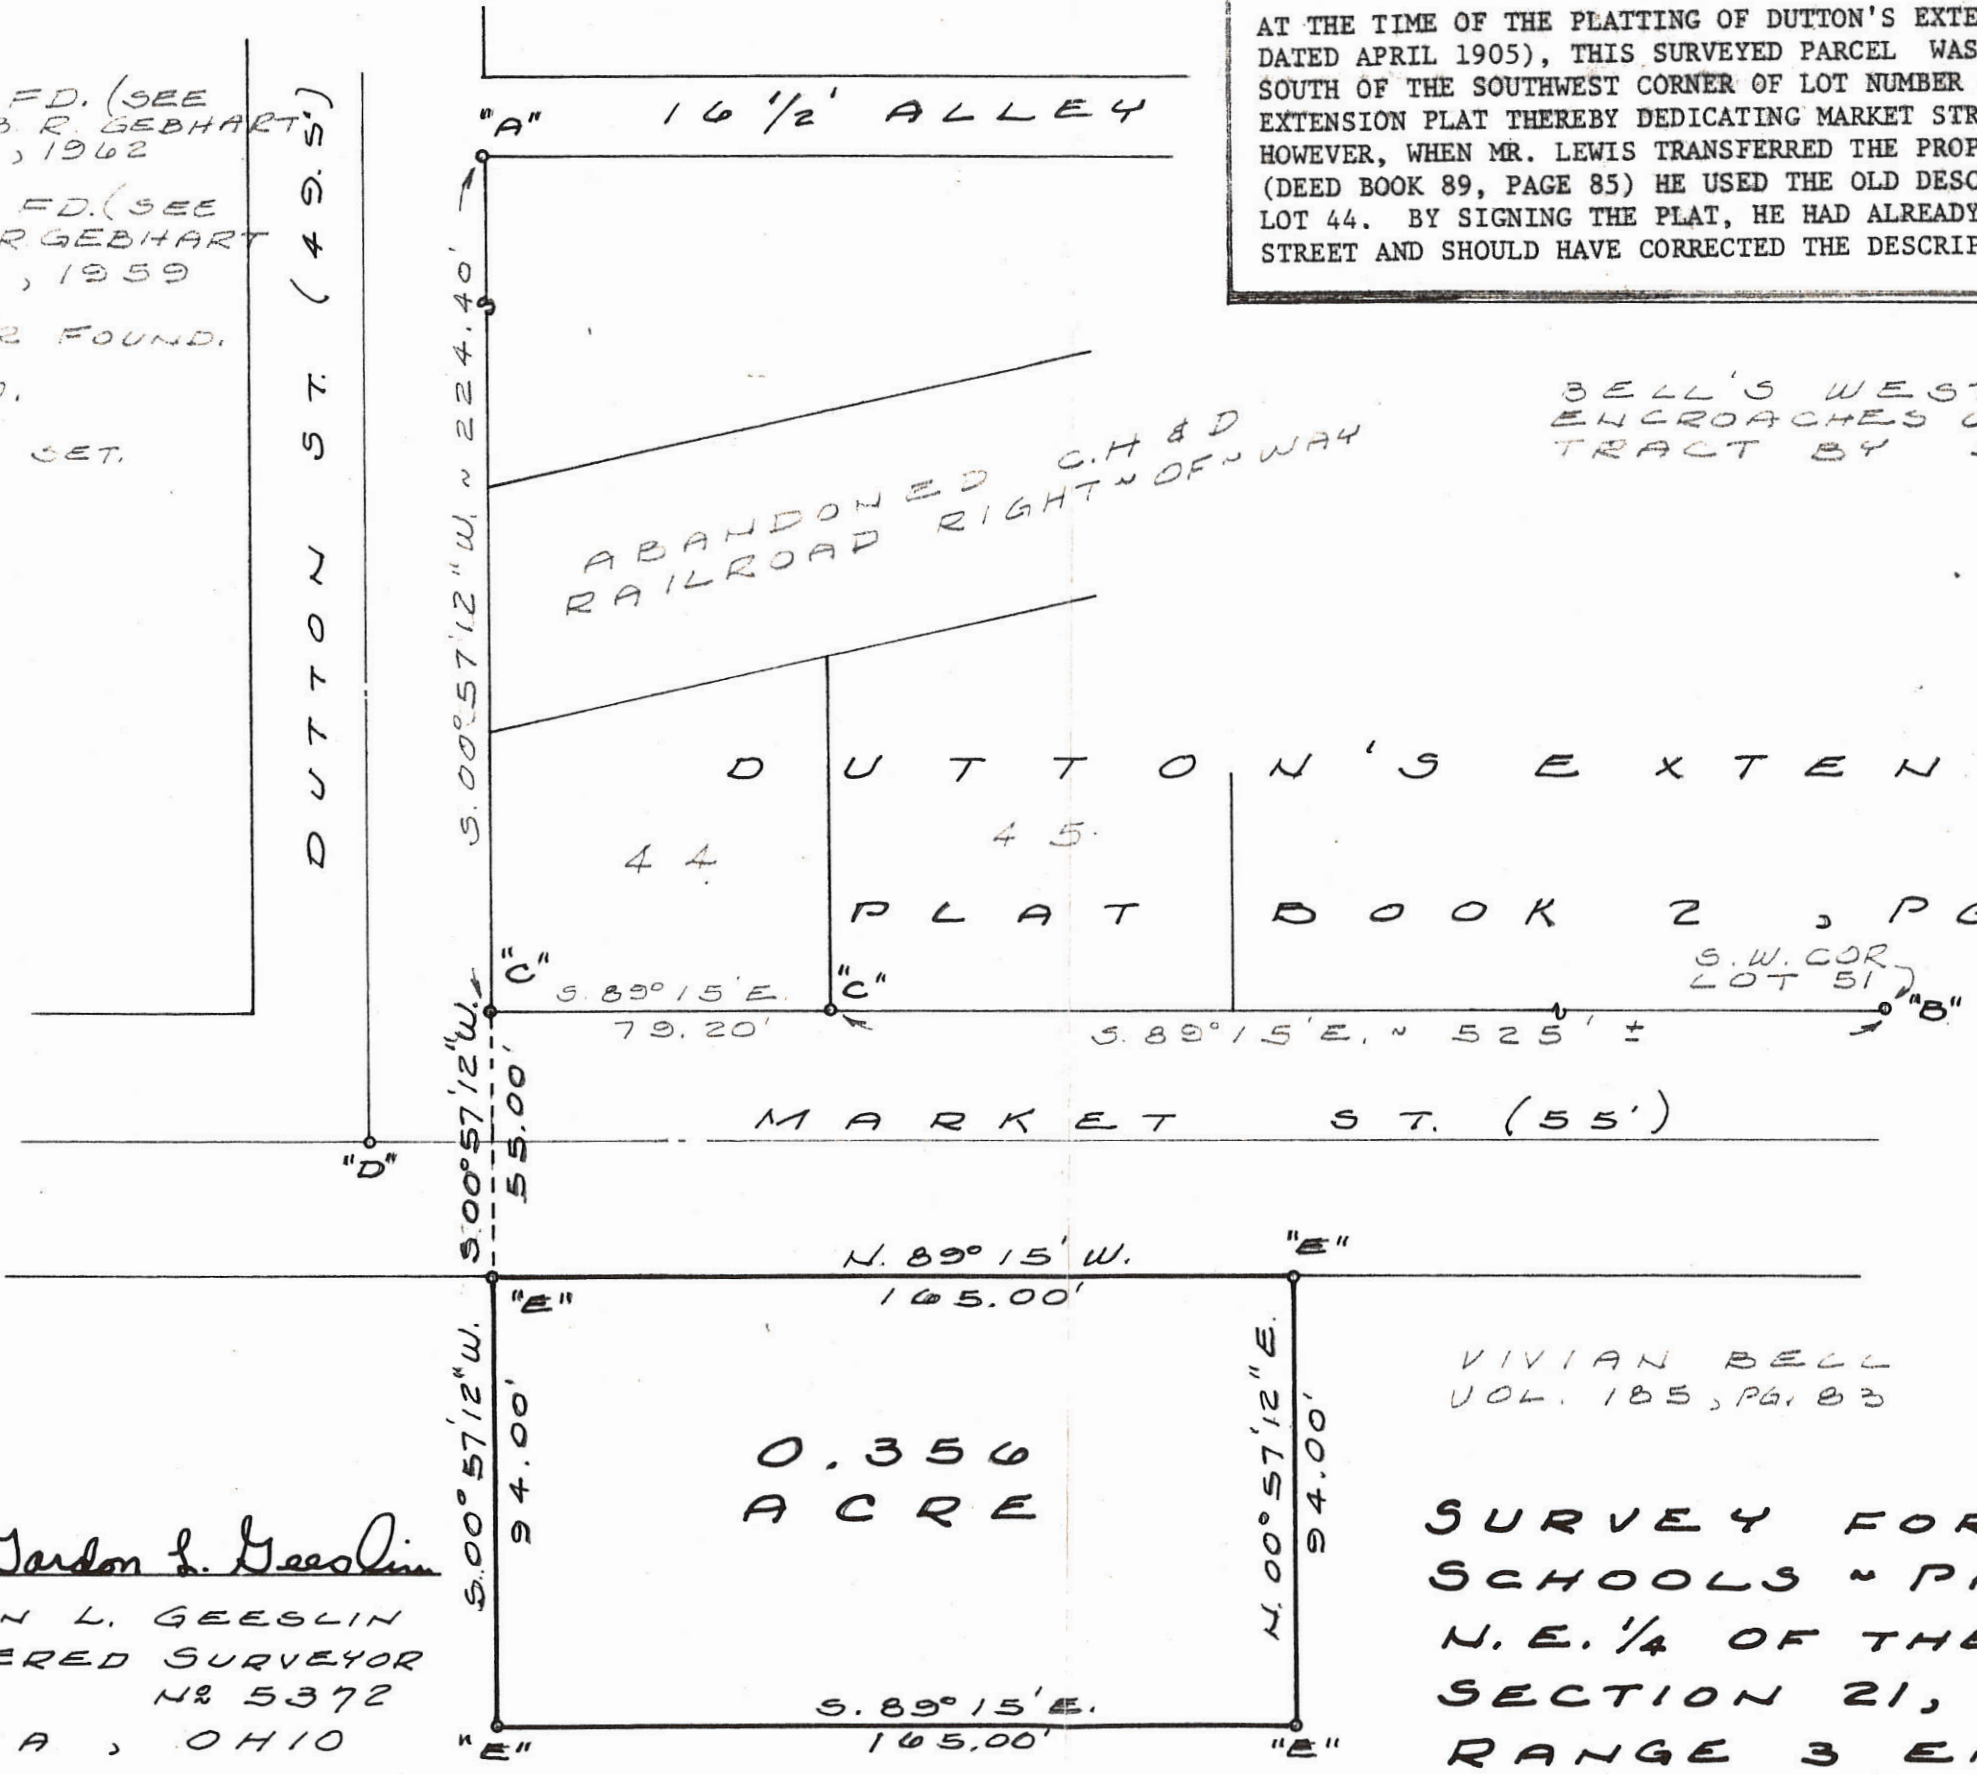 AT THE TIME OF THE PLATTING OF DUTTON'S EXTE
DATED APRIL 1905), THIS SURVEYED PARCEL WAS
SOUTH OF THE SOUTHWEST CORNER OF LOT NUMBER
EXTENSION PLAT THEREBY DEDICATING MARKET STR
HOWEVER, WHEN MR. LEWIS TRANSFERRED THE PROP
(DEED BOOK 89, PAGE 85) HE USED THE OLD DESC
LOT 44. BY SIGNING THE PLAT, HE HAD ALREADY
STREET AND SHOULD HAVE CORRECTED THE DESCRIP
FD. (SEE
B. R. GEBHART
, 1962
FD. (SEE
R. GEBHART
, 1959
R FOUND.
D.
SET.
DUTTON ST. (49.5')
"A"
16 1/2' ALLEY
S. 00° 57' 12" W. ~ 224.40'
ABANDONED C.H & D
RAILROAD RIGHT~OF~WAY
BELL'S WEST
ENCROACHES
TRACT BY
DUTTON'S EXTEN
44
45
PLAT BOOK 2, PG
S.W. COR
LOT 51
"B"
"C"
S. 89° 15' E.
79.20'
"C"
S. 89° 15' E. ~ 525' ±
S. 00° 57' 12" W.
55.00'
MARKET ST. (55')
"D"
N. 89° 15' W.
165.00'
"E"
"E"
S. 00° 57' 12" W.
94.00'
0.356
ACRE
N. 00° 57' 12" E.
94.00'
VIVIAN BELL
VOL. 185, PG. 83
S. 89° 15' E.
165.00'
"E"
"E"
Gardon L. Geeslin
N L. GEESLIN
ERED SURVEYOR
No 5372
A, OHIO
SURVEY FOR
SCHOOLS ~ PA
N.E. 1/4 OF THE
SECTION 21,
RANGE 3 EA